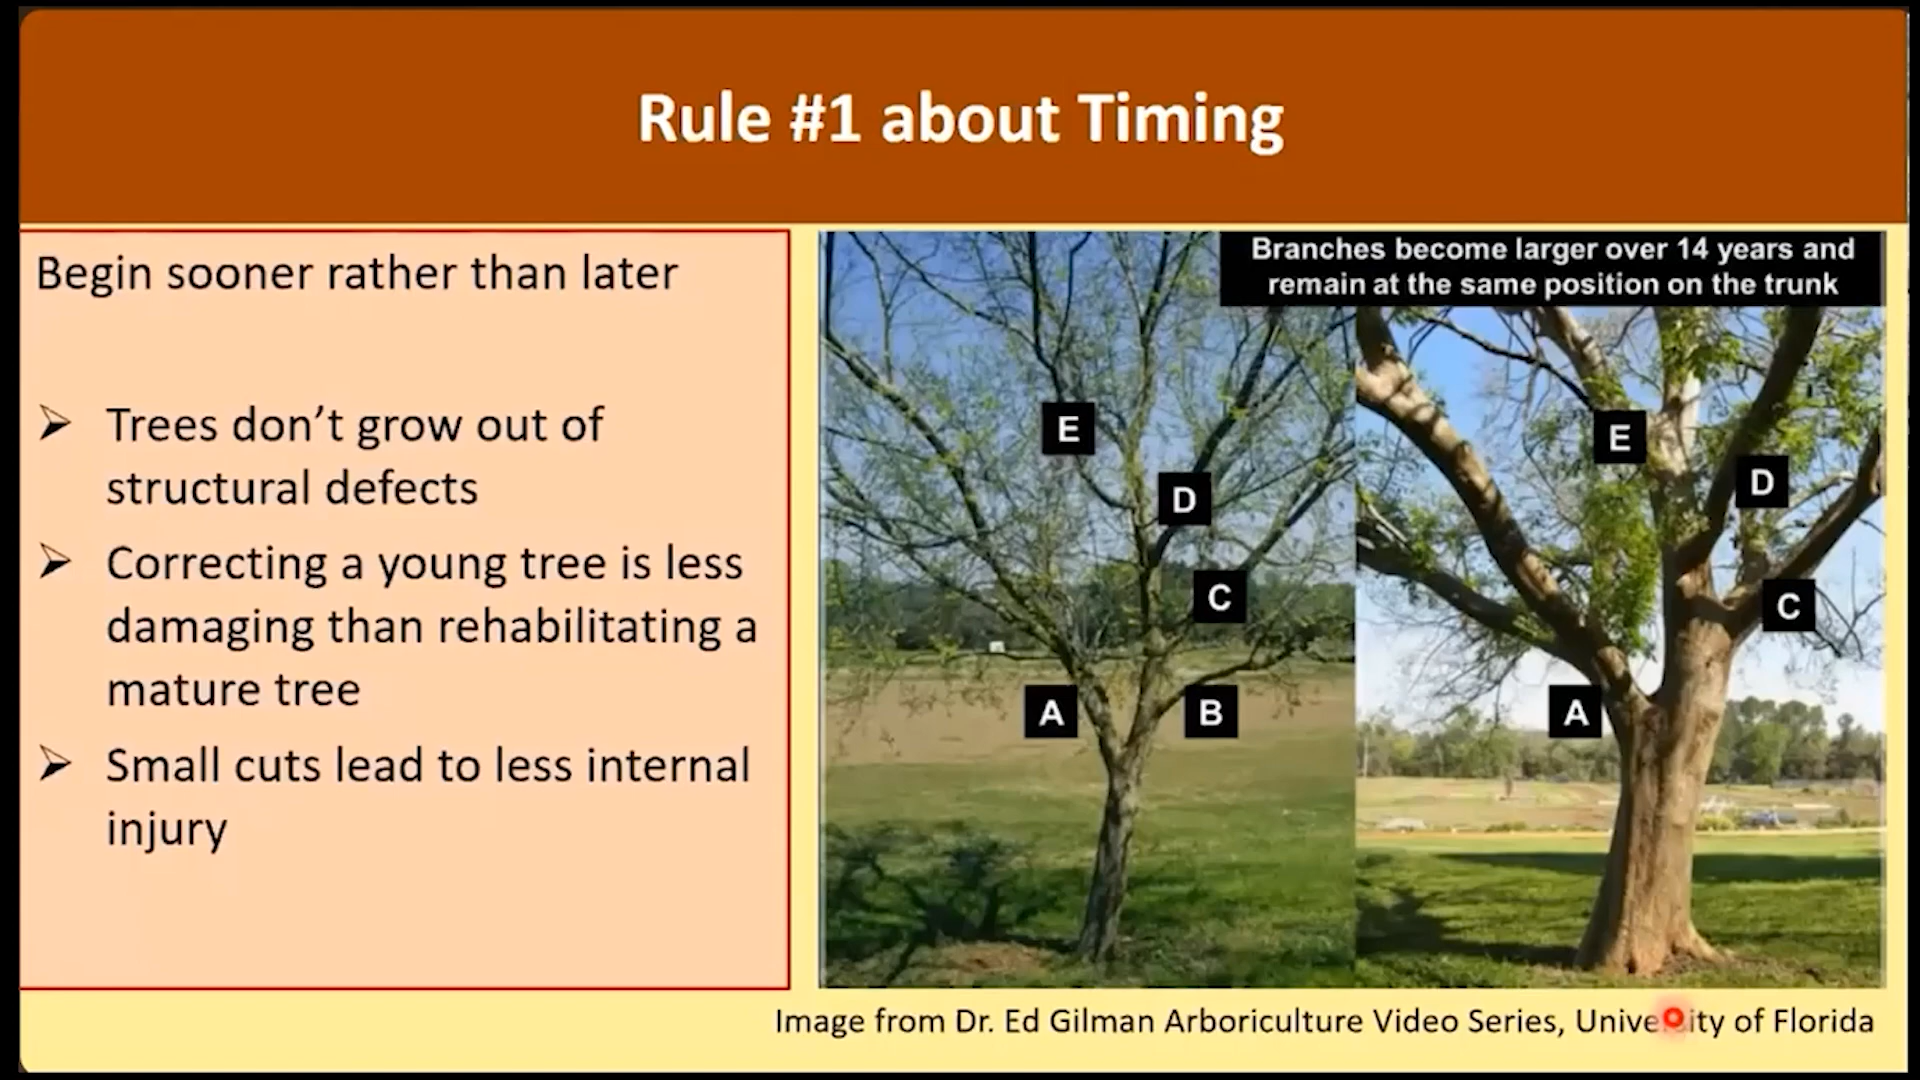 Rule #1 about Timing
Begin sooner rather than later
➢ Trees don’t grow out of
structural defects
➢ Correcting a young tree is less
damaging than rehabilitating a
mature tree
➢ Small cuts lead to less internal
injury
Branches become larger over 14 years and
remain at the same position on the trunk
E
D
C
A
B
E
D
C
A
Image from Dr. Ed Gilman Arboriculture Video Series, University of Florida